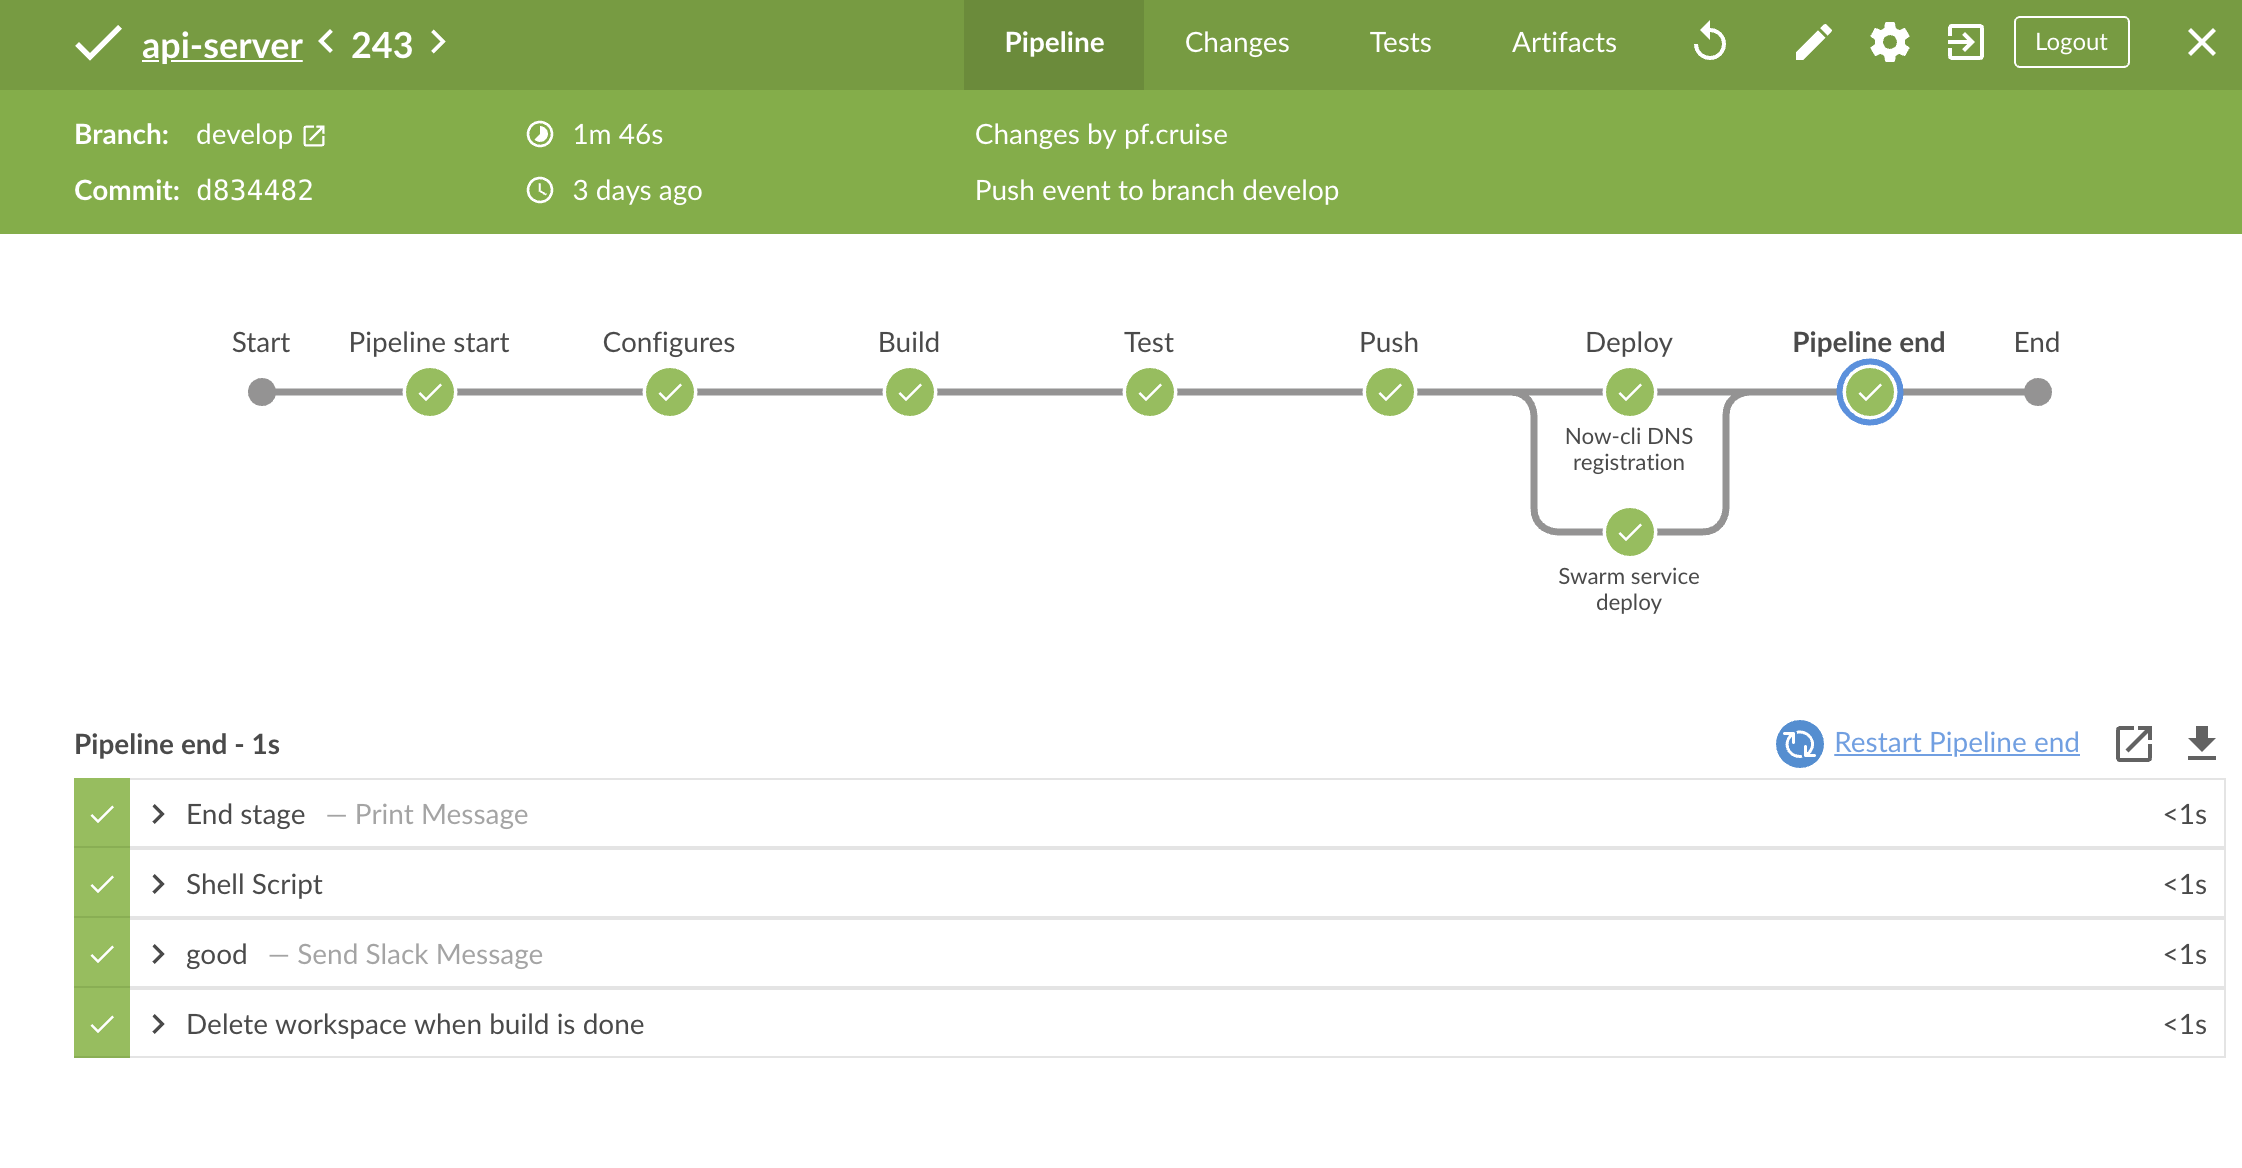 api-server 243 Pipeline Changes Tests Artifacts Logout
Branch: develop 1m 46s Changes by pf.cruise
Commit: d834482 3 days ago Push event to branch develop
Start Pipeline start Configures Build Test Push Deploy Pipeline end End
Now-cli DNS
registration
Swarm service
deploy
Pipeline end - 1s Restart Pipeline end
End stage — Print Message <1s
Shell Script <1s
good — Send Slack Message <1s
Delete workspace when build is done <1s